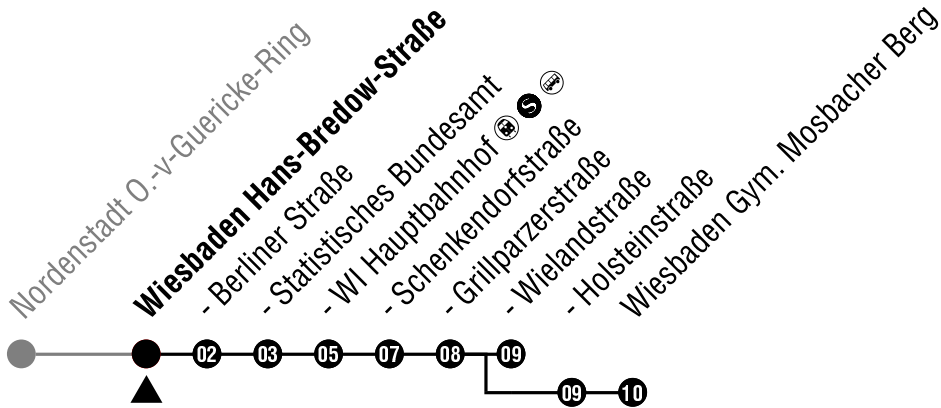 Nordenstadt O.-v-Guericke-Ring
Wiesbaden Hans-Bredow-Straße
- Berliner Straße
- Statistisches Bundesamt
- WI Hauptbahnhof S
- Schenkendorfstraße
- Grillparzerstraße
- Wielandstraße
- Holsteinstraße
Wiesbaden Gym. Mosbacher Berg
02 03 05 07 08 09
09 10